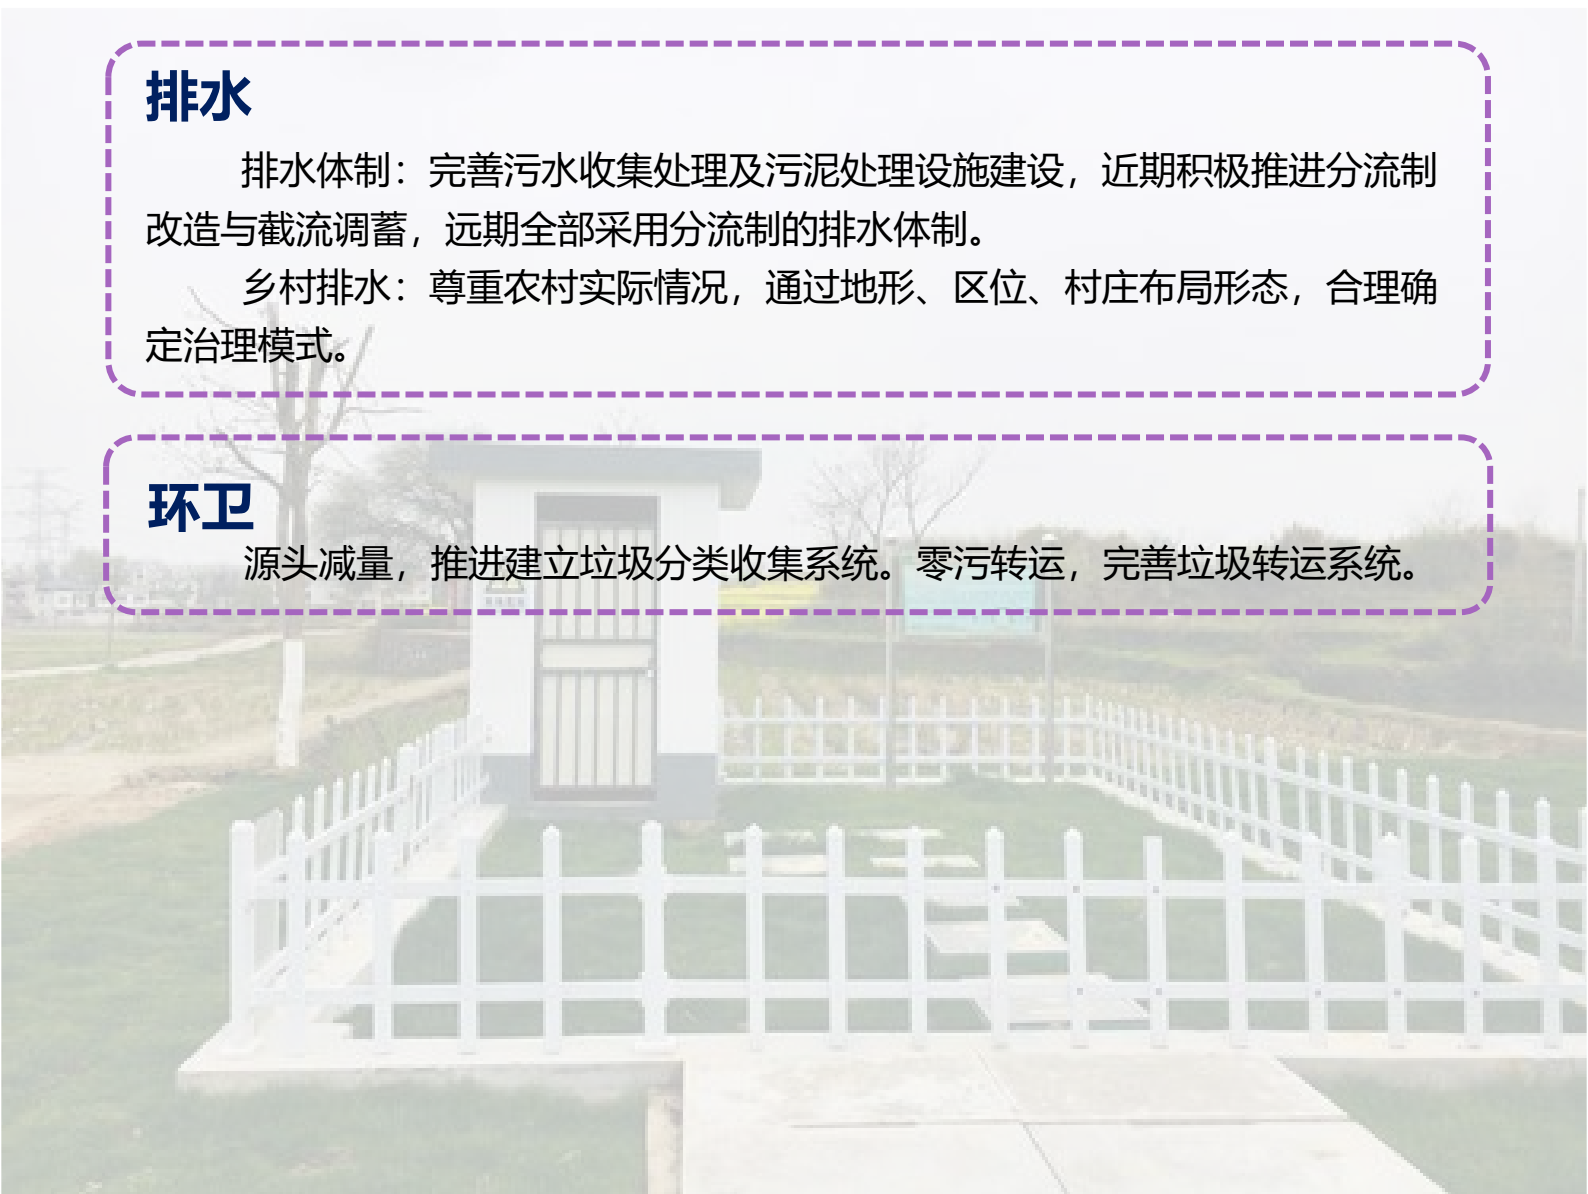 排水
排水体制：完善污水收集处理及污泥处理设施建设，近期积极推进分流制
改造与截流调蓄，远期全部采用分流制的排水体制。
乡村排水：尊重农村实际情况，通过地形、区位、村庄布局形态，合理确
定治理模式。
环卫
源头减量，推进建立垃圾分类收集系统。零污转运，完善垃圾转运系统。